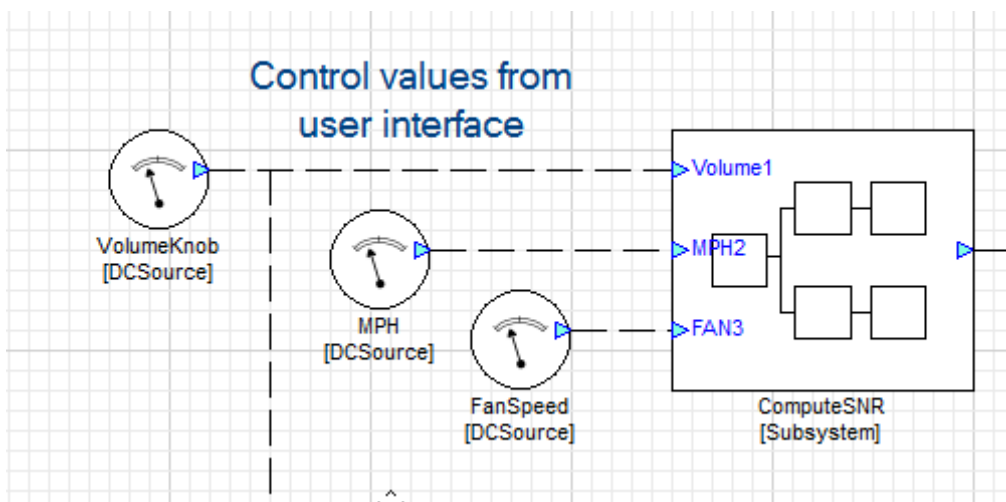 Control values from
user interface
Volume1
VolumeKnob
[DCSource]
MPH2
MPH
[DCSource]
FAN3
FanSpeed
[DCSource]
ComputeSNR
[Subsystem]